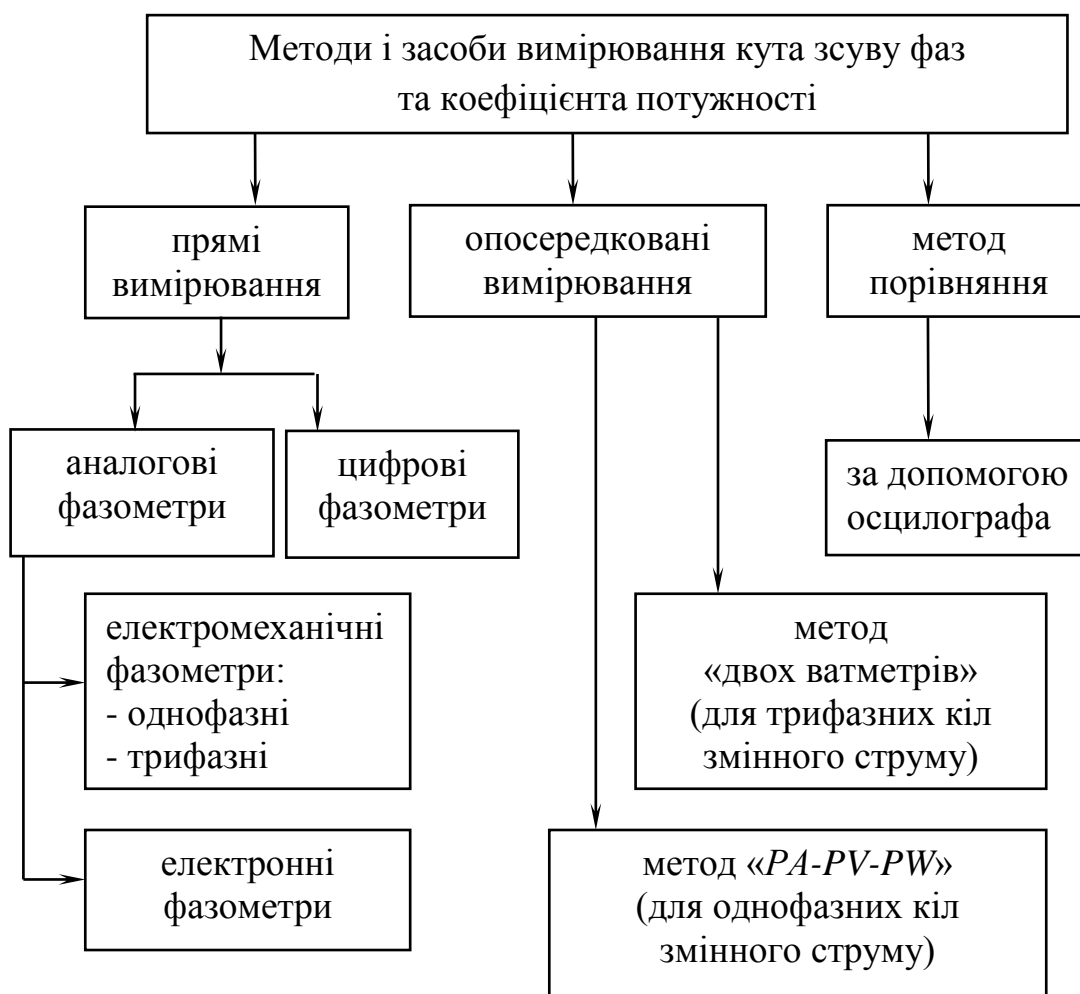 Методи і засоби вимірювання кута зсуву фаз
та коефіцієнта потужності
прямі
вимірювання
опосередковані
вимірювання
метод
порівняння
аналогові
фазометри
цифрові
фазометри
за допомогою
осцилографа
електромеханічні
фазометри:
- однофазні
- трифазні
метод
«двох ватметрів»
(для трифазних кіл
змінного струму)
електронні
фазометри
метод «PA-PV-PW»
(для однофазних кіл
змінного струму)